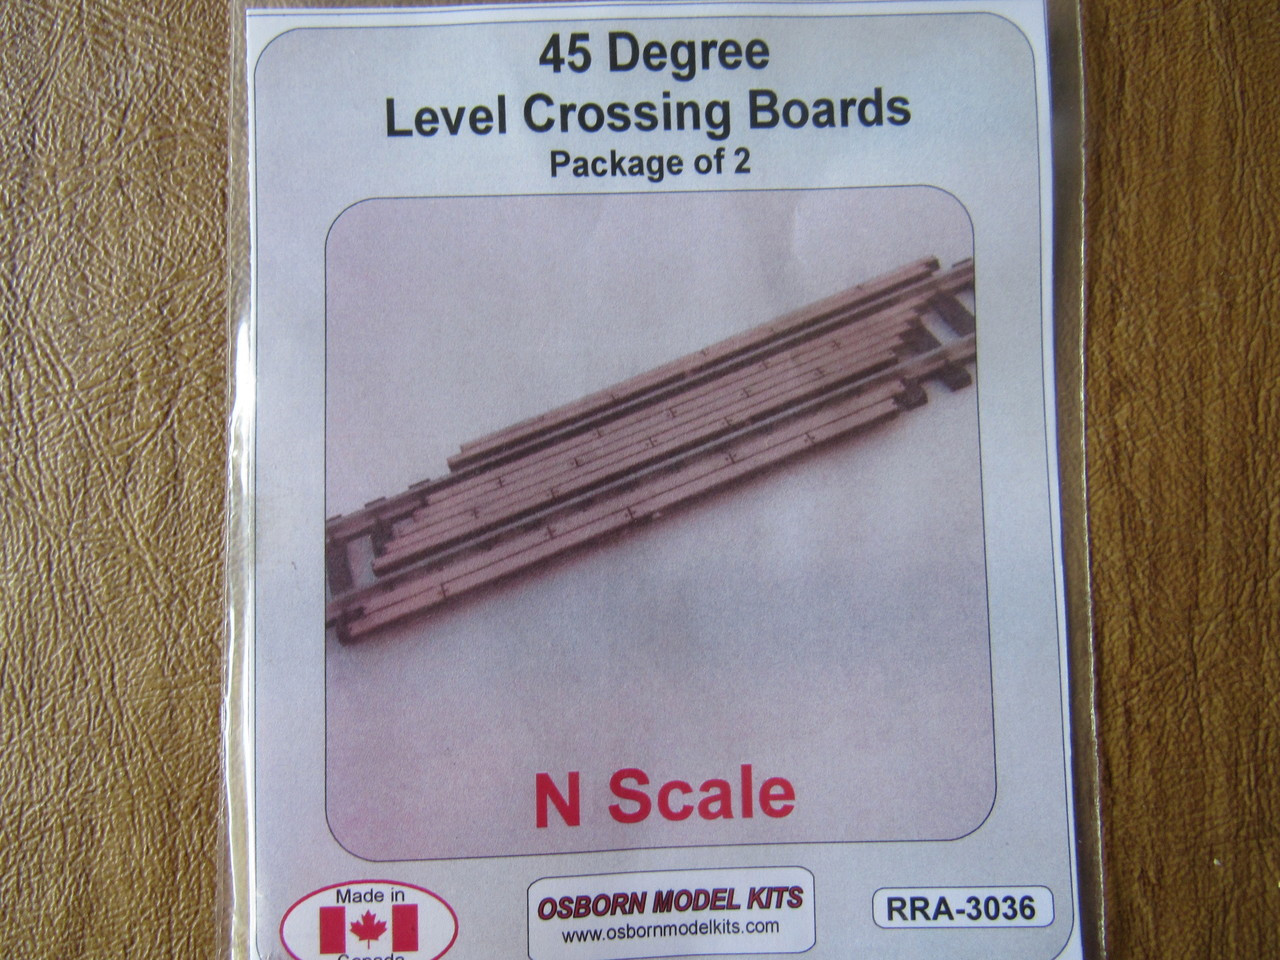 45 Degree
Level Crossing Boards
Package of 2
N Scale
Made in
Canada
OSBORN MODEL KITS
www.osbornmodelkits.com
RRA-3036